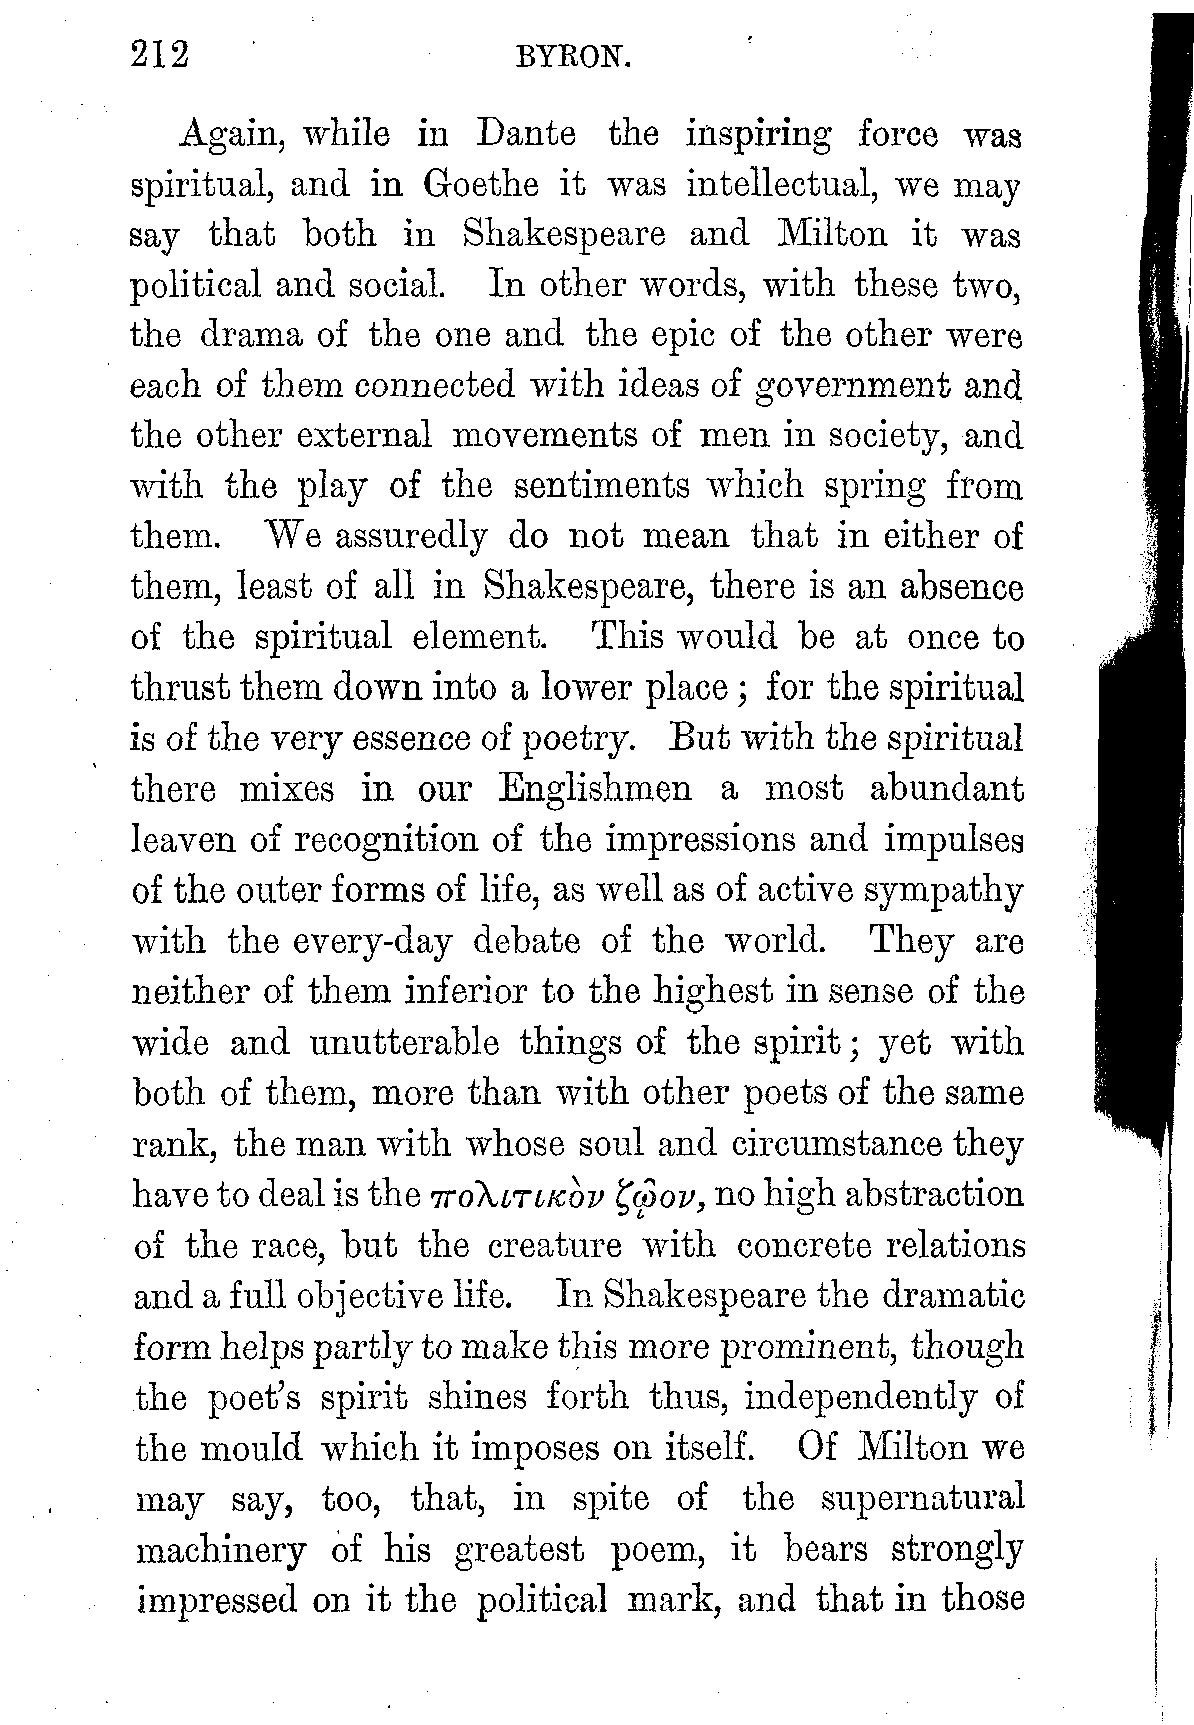 212 BYRON.
Again, while in Dante the inspiring force was
spiritual, and in Goethe it was intellectual, we may
say that both in Shakespeare and Milton it was
political and social. In other words, with these two,
the drama of the one and the epic of the other were
each of them connected with ideas of government and
the other external movements of men in society, and
with the play of the sentiments which spring from
them. We assuredly do not mean that in either of
them, least of all in Shakespeare, there is an absence
of the spiritual element. This would be at once to
thrust them down into a lower place ; for the spiritual
is of the very essence of poetry. But with the spiritual
there mixes in our Englishmen a most abundant
leaven of recognition of the impressions and impulses
of the outer forms of life, as well as of active sympathy
with the every-day debate of the world. They are
neither of them inferior to the highest in sense of the
wide and unutterable things of the spirit ; yet with
both of them, more than with other poets of the same
rank, the man with whose soul and circumstance they
have to deal is the πολιτικὸν ζῷον, no high abstraction
of the race, but the creature with concrete relations
and a full objective life. In Shakespeare the dramatic
form helps partly to make this more prominent, though
the poet's spirit shines forth thus, independently of
the mould which it imposes on itself. Of Milton we
may say, too, that, in spite of the supernatural
machinery of his greatest poem, it bears strongly
impressed on it the political mark, and that in those